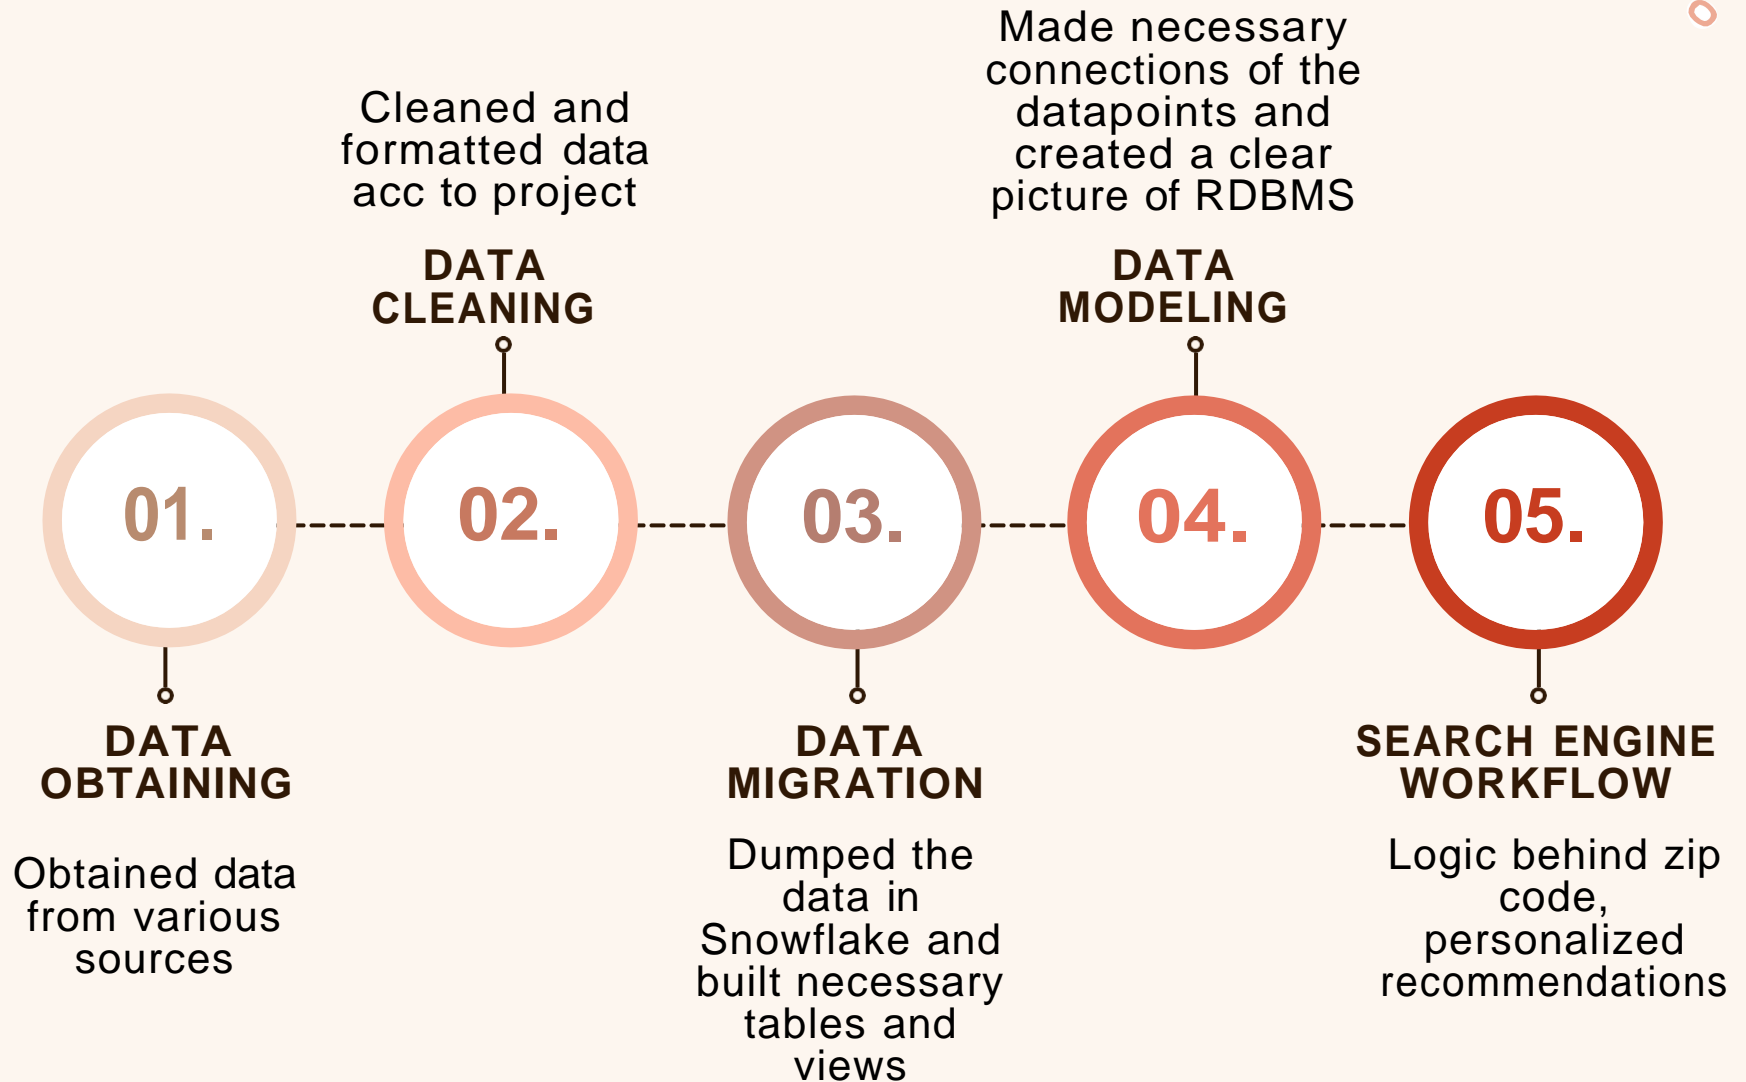 01.
DATA
OBTAINING
Obtained data
from various
sources
Cleaned and
formatted data
acc to project
DATA
CLEANING
02.
03.
DATA
MIGRATION
Dumped the
data in
Snowflake and
built necessary
tables and
views
Made necessary
connections of the
datapoints and
created a clear
picture of RDBMS
DATA
MODELING
04.
05.
SEARCH ENGINE
WORKFLOW
Logic behind zip
code,
personalized
recommendations